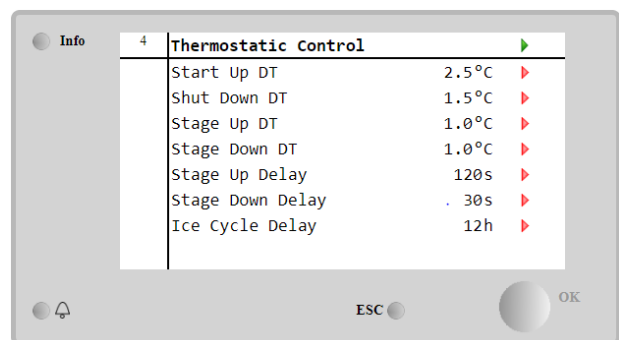 Info
4 Thermostatic Control
Start Up DT 2.5°C
Shut Down DT 1.5°C
Stage Up DT 1.0°C
Stage Down DT 1.0°C
Stage Up Delay 120s
Stage Down Delay . 30s
Ice Cycle Delay 12h
ESC OK